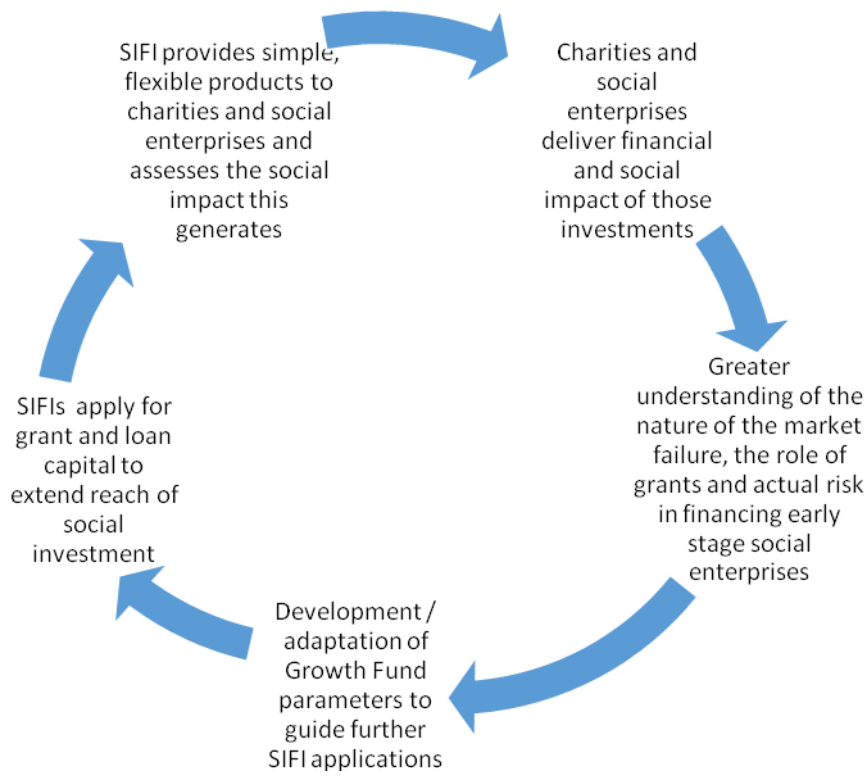 SIFI provides simple,
flexible products to
charities and social
enterprises and
assesses the social
impact this
generates
Charities and
social
enterprises
deliver financial
and social
impact of those
investments
Greater
understanding of the
nature of the market
failure, the role of
grants and actual risk
in financing early
stage social
enterprises
Development /
adaptation of
Growth Fund
parameters to
guide further
SIFI applications
SIFIs apply for
grant and loan
capital to
extend reach of
social
investment